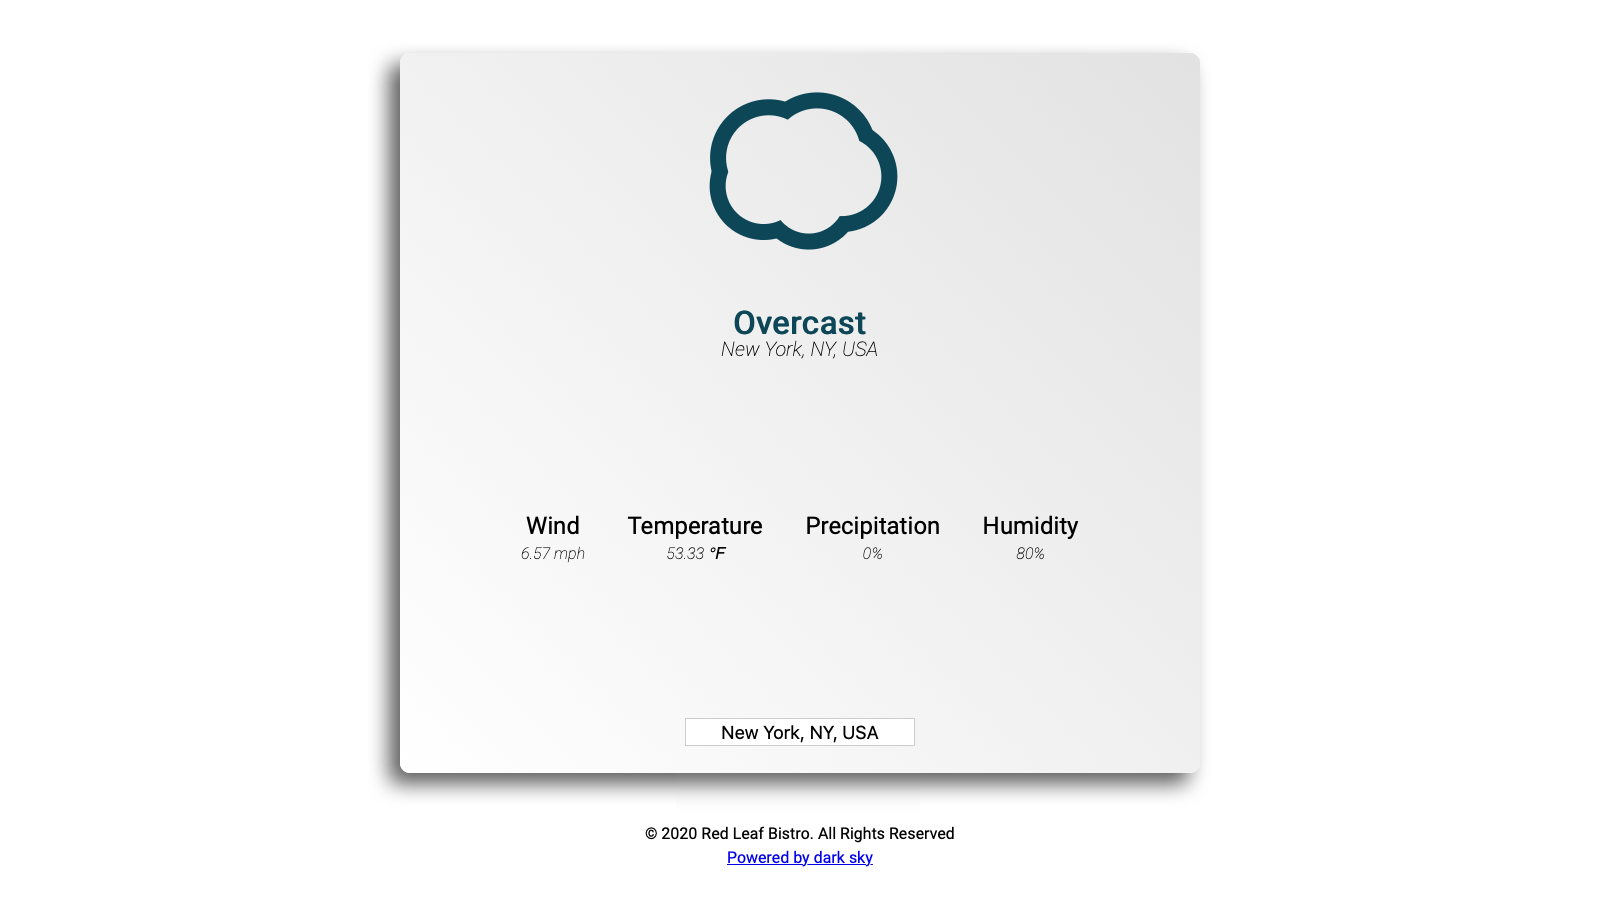 Overcast
New York, NY, USA
Wind Temperature Precipitation Humidity
6.57 mph 53.33 °F 0% 80%
New York, NY, USA
© 2020 Red Leaf Bistro. All Rights Reserved
Powered by dark sky